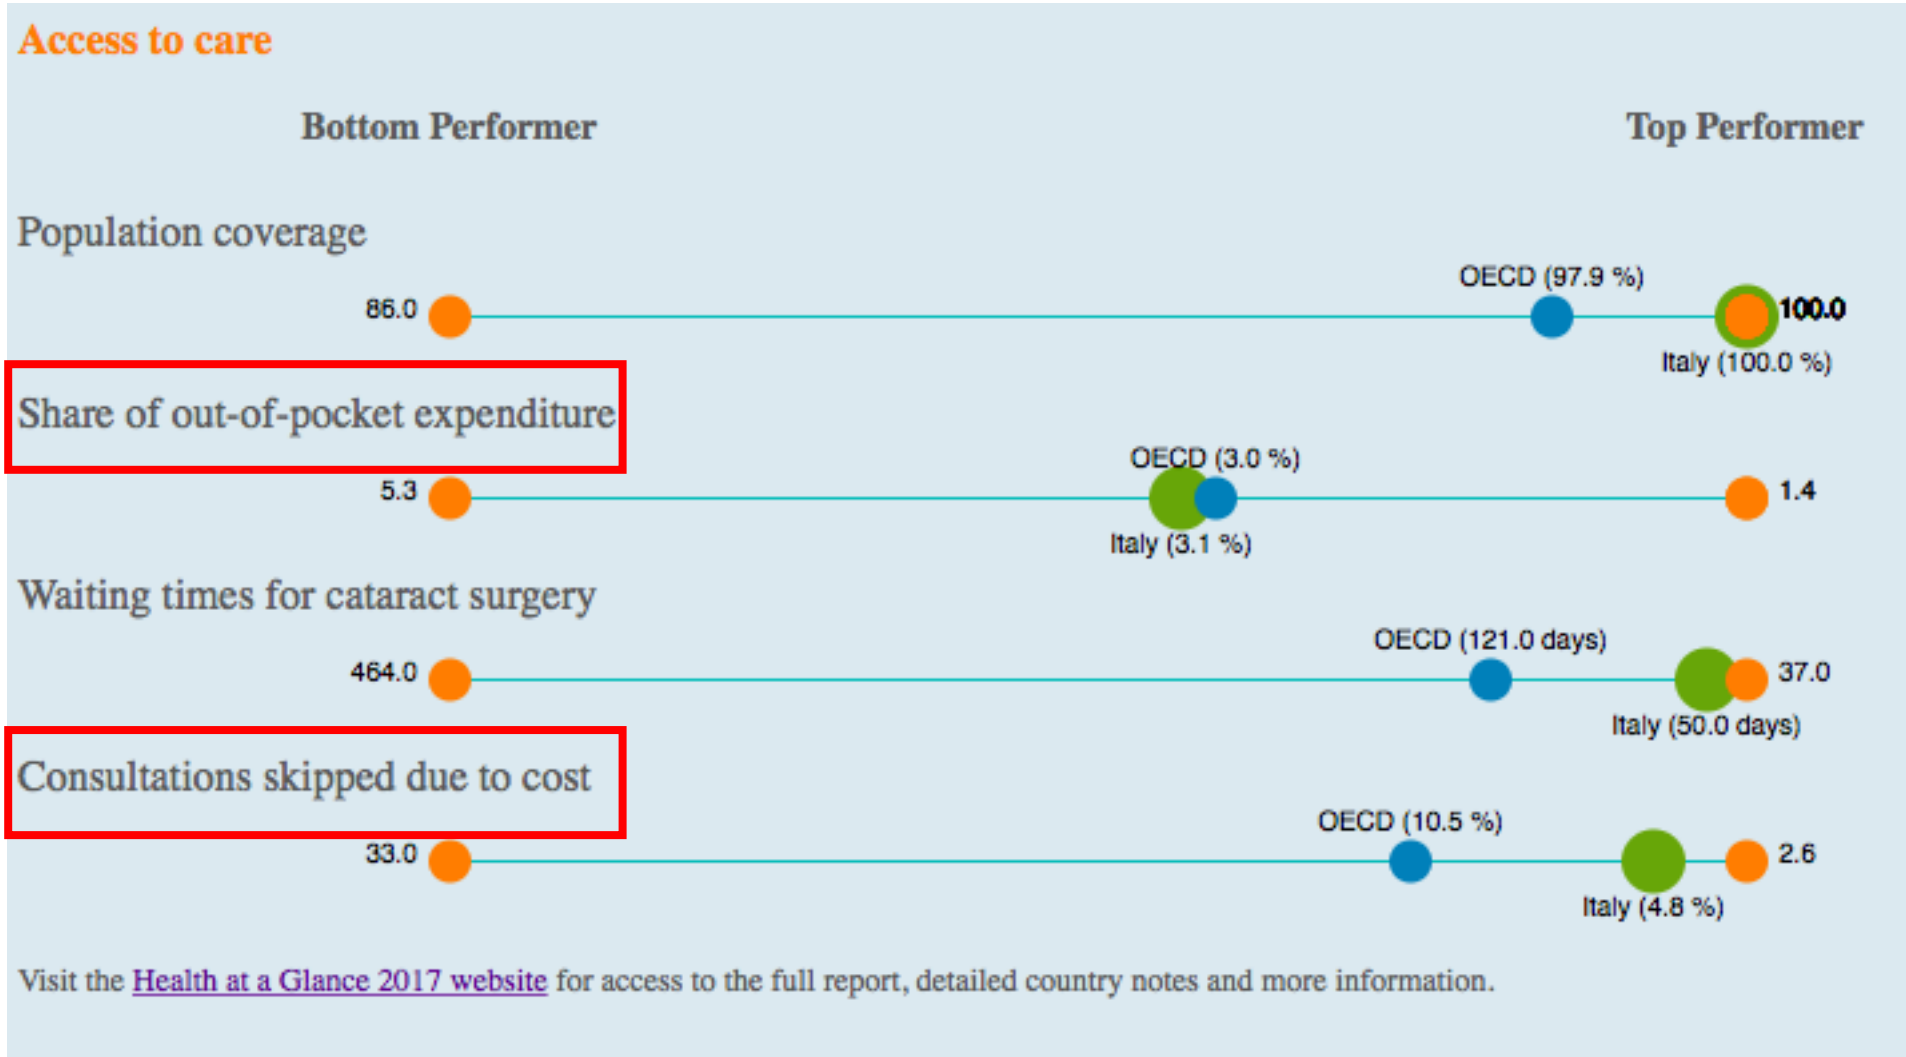 Access to care
Bottom Performer Top Performer
Population coverage
OECD (97.9 %)
86.0 100.0
Italy (100.0 %)
Share of out-of-pocket expenditure
OECD (3.0 %)
5.3 1.4
Italy (3.1 %)
Waiting times for cataract surgery
OECD (121.0 days)
464.0 37.0
Italy (50.0 days)
Consultations skipped due to cost
OECD (10.5 %)
33.0 2.6
Italy (4.8 %)
Visit the Health at a Glance 2017 website for access to the full report, detailed country notes and more information.